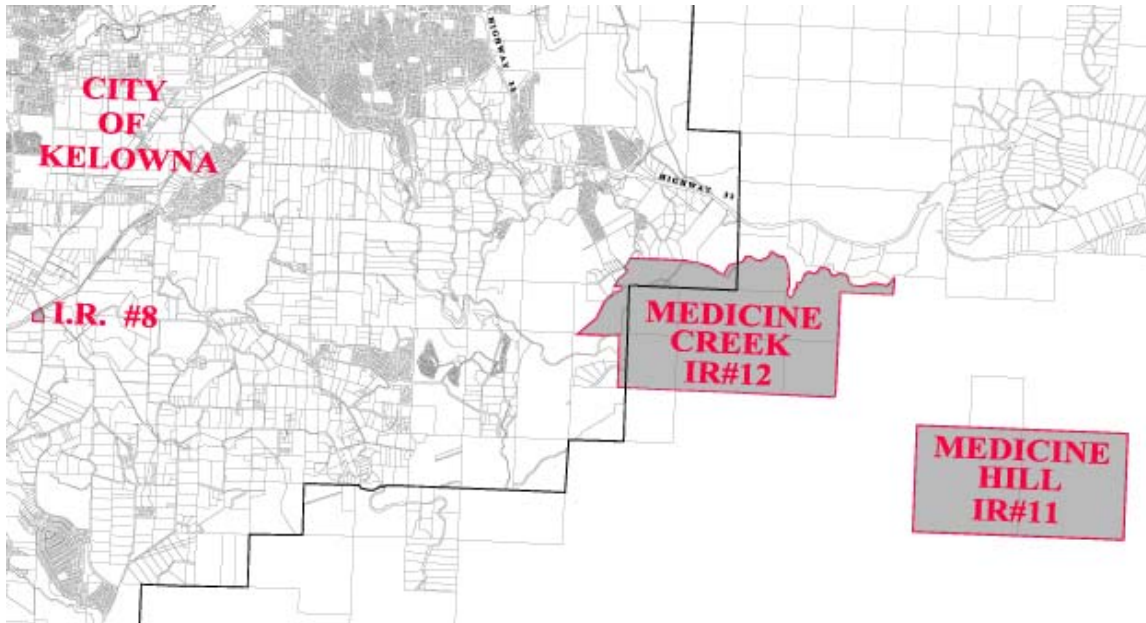 HIGHWAY 33
CITY
OF
KELOWNA
HIGHWAY 33
I.R. #8
MEDICINE
CREEK
IR#12
MEDICINE
HILL
IR#11